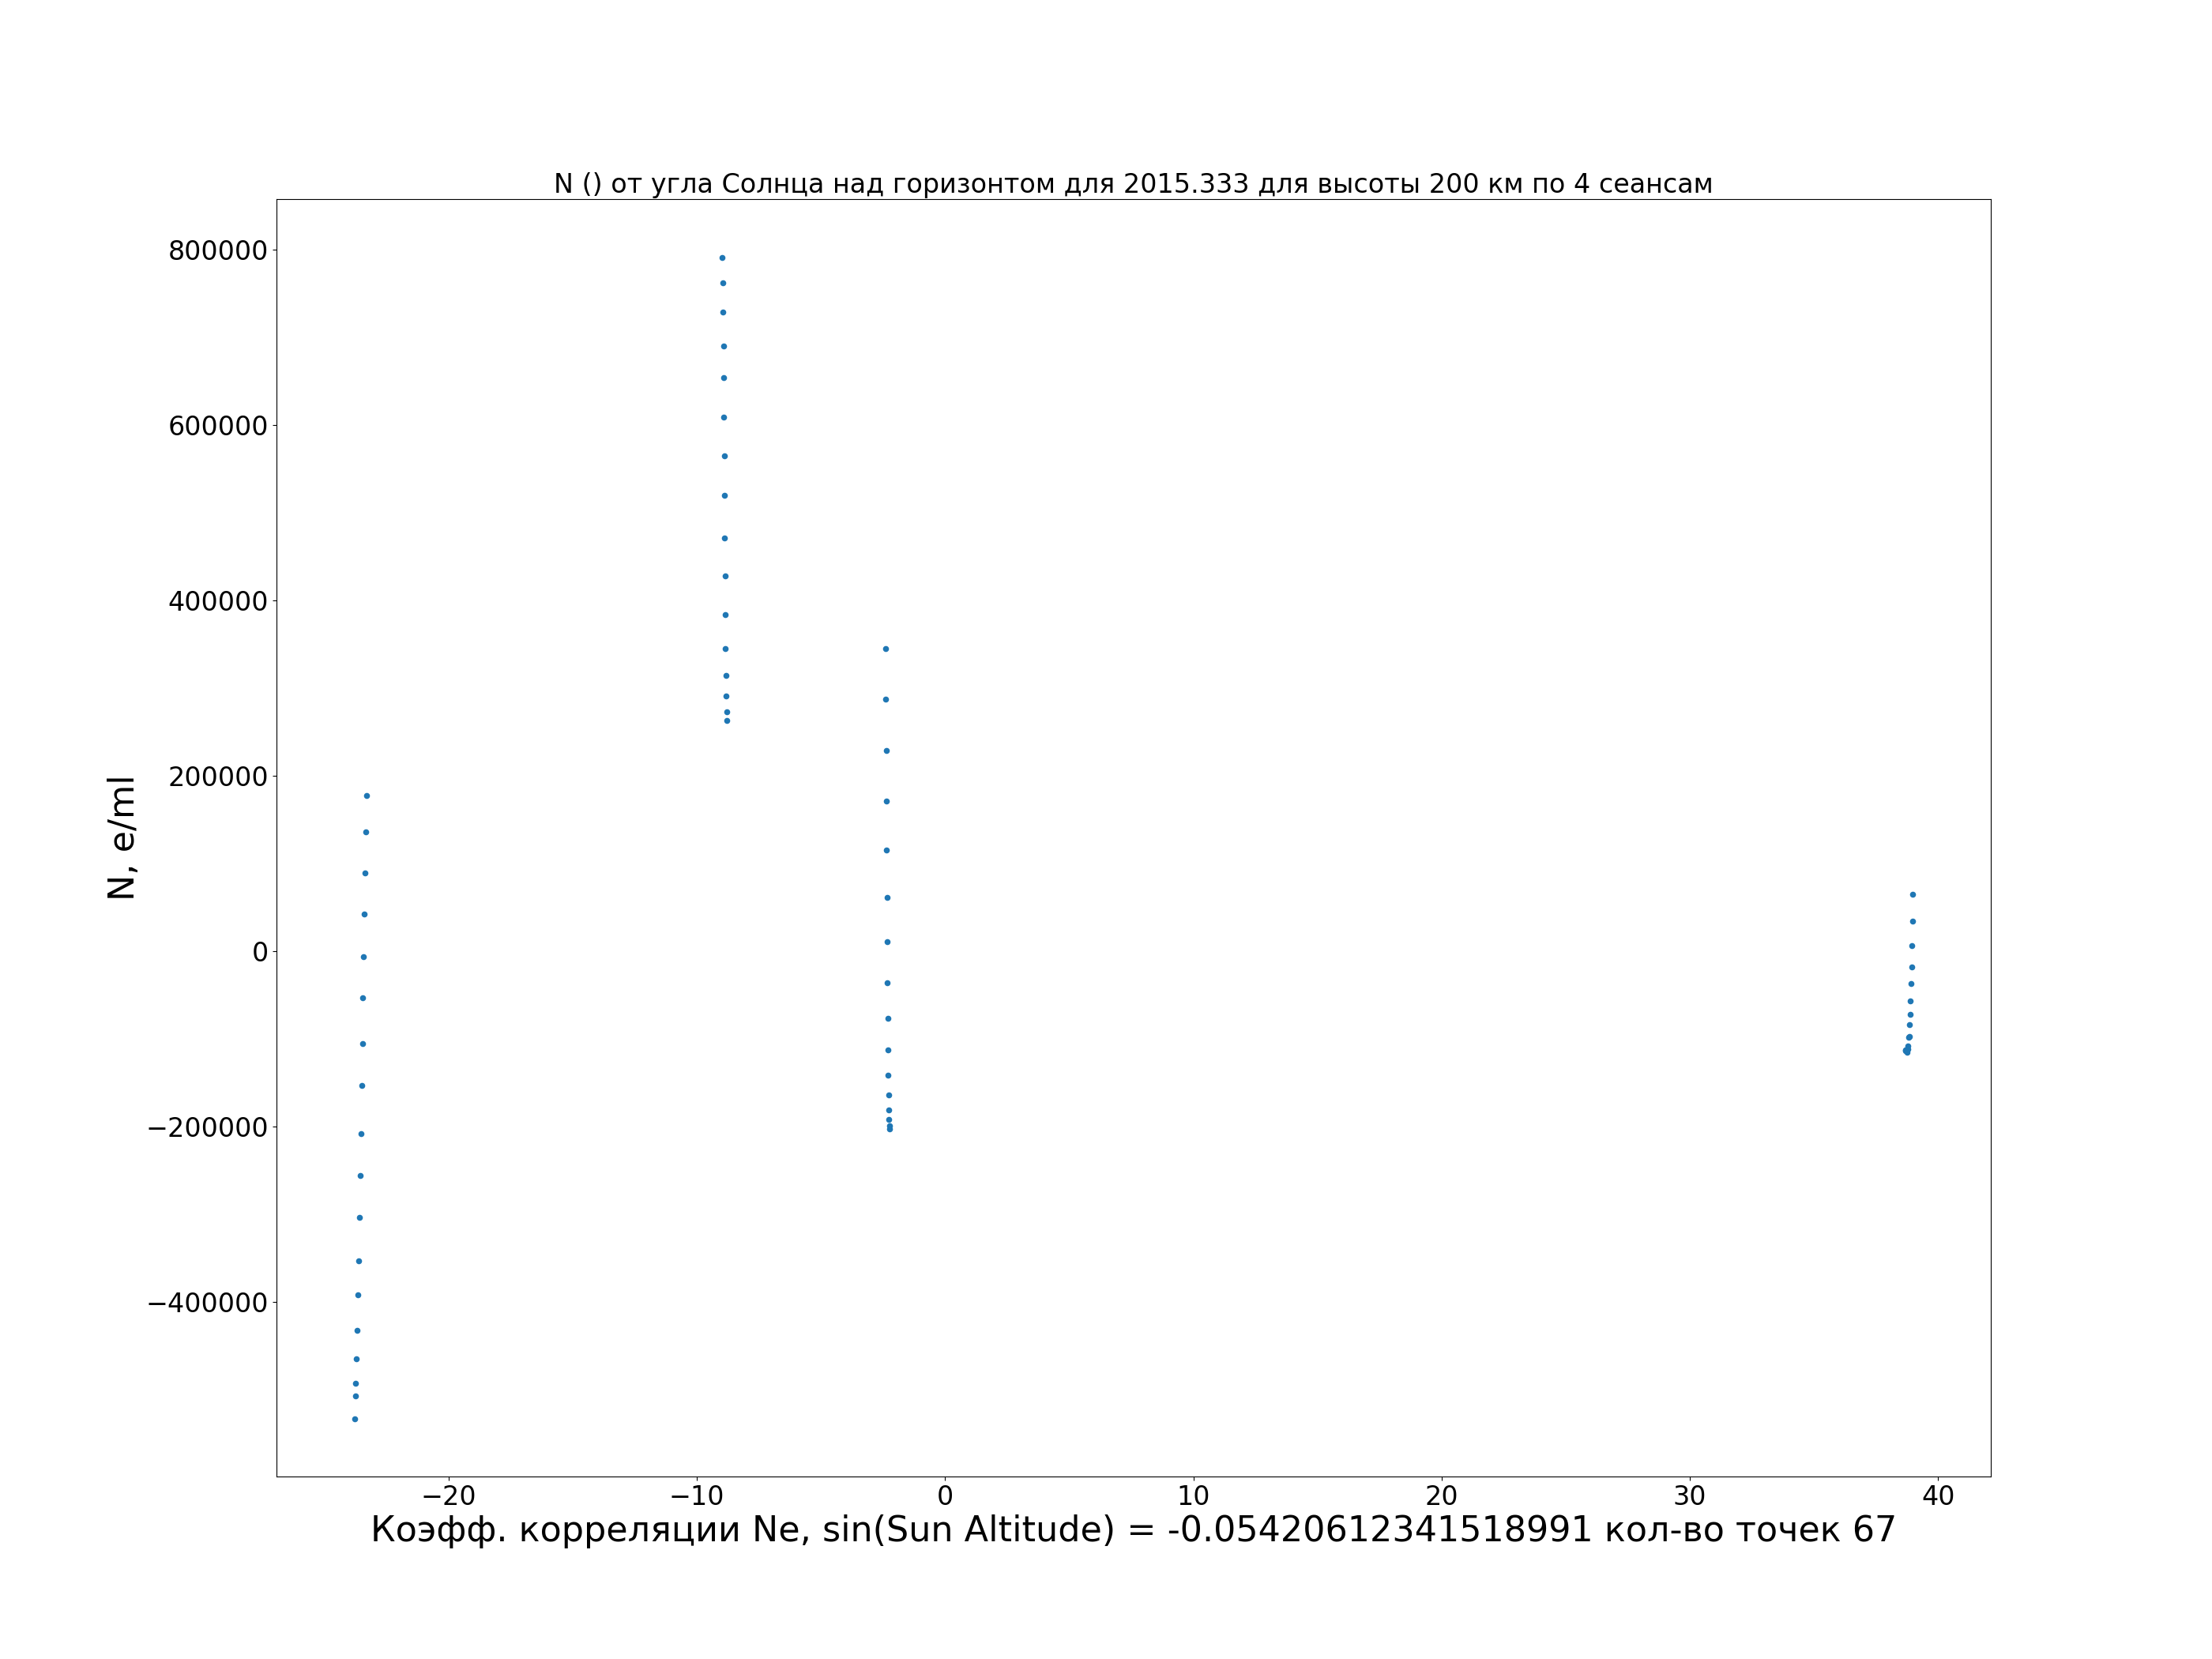 N () от угла Солнца над горизонтом для 2015.333 для высоты 200 км по 4 сеансам
800000
600000
400000
200000
0
−200000
−400000
N, e/ml
−20 −10 0 10 20 30 40
Коэфф. корреляции Ne, sin(Sun Altitude) = -0.05420612341518991 кол-во точек 67